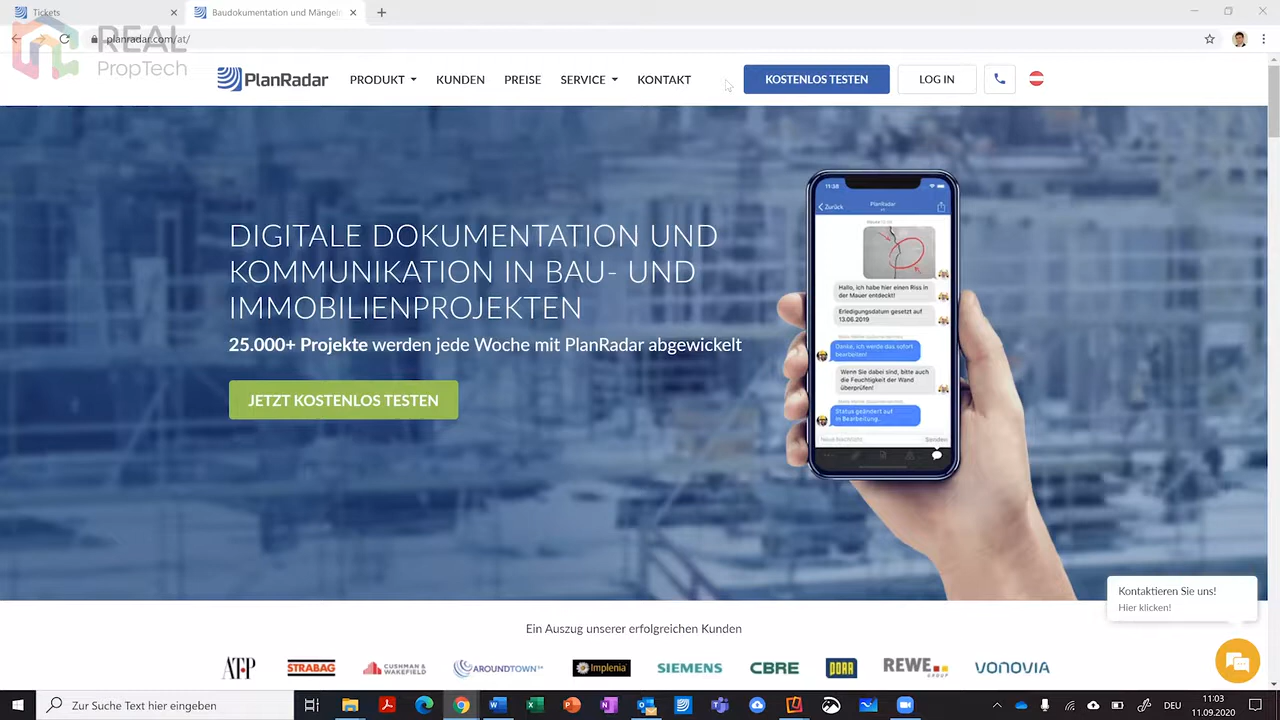 Tickets
Baudokumentation und Mängelm
planradar.com/at/
REAL
PropTech
PlanRadar
PRODUKT
KUNDEN
PREISE
SERVICE
KONTAKT
KOSTENLOS TESTEN
LOG IN
DIGITALE DOKUMENTATION UND
KOMMUNIKATION IN BAU- UND
IMMOBILIENPROJEKTEN
25.000+ Projekte werden jede Woche mit PlanRadar abgewickelt
JETZT KOSTENLOS TESTEN
11:38
Zurück
PlanRadar
Hallo, ich habe hier einen Riss in
der Mauer entdeckt!
Erledigungsdatum gesetzt auf
13.06.2019
Danke, ich werde das sofort
bearbeiten!
Wenn Sie dabei sind, bitte auch
die Feuchtigkeit der Wand
überprüfen!
Status geändert auf
in Bearbeitung.
Neue Nachricht
Senden
Kontaktieren Sie uns!
Hier klicken!
Ein Auszug unserer erfolgreichen Kunden
ATP
STRABAG
CUSHMAN &
WAKEFIELD
AROUNDTOWN
Implenia
SIEMENS
CBRE
PORR
REWE
GROUP
VONOVIA
Zur Suche Text hier eingeben
DEU
11:03
11.09.2020